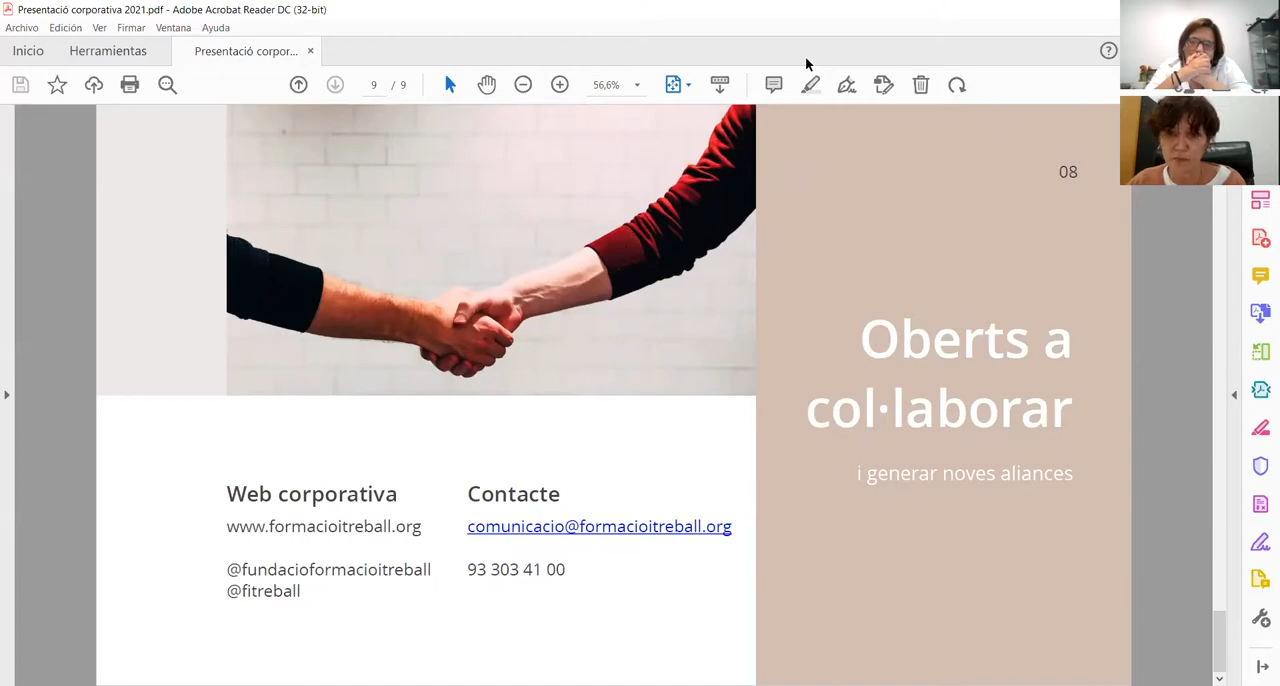 Presentació corporativa 2021.pdf - Adobe Acrobat Reader DC (32-bit)
Archivo Edición Ver Firmar Ventana Ayuda
Inicio Herramientas Presentació corpor... ×
9 / 9 56,6%
08
Oberts a
col·laborar
i generar noves aliances
Web corporativa
www.formacioitreball.org
@fundacioformacioitreball
@fitreball
Contacte
comunicacio@formacioitreball.org
93 303 41 00